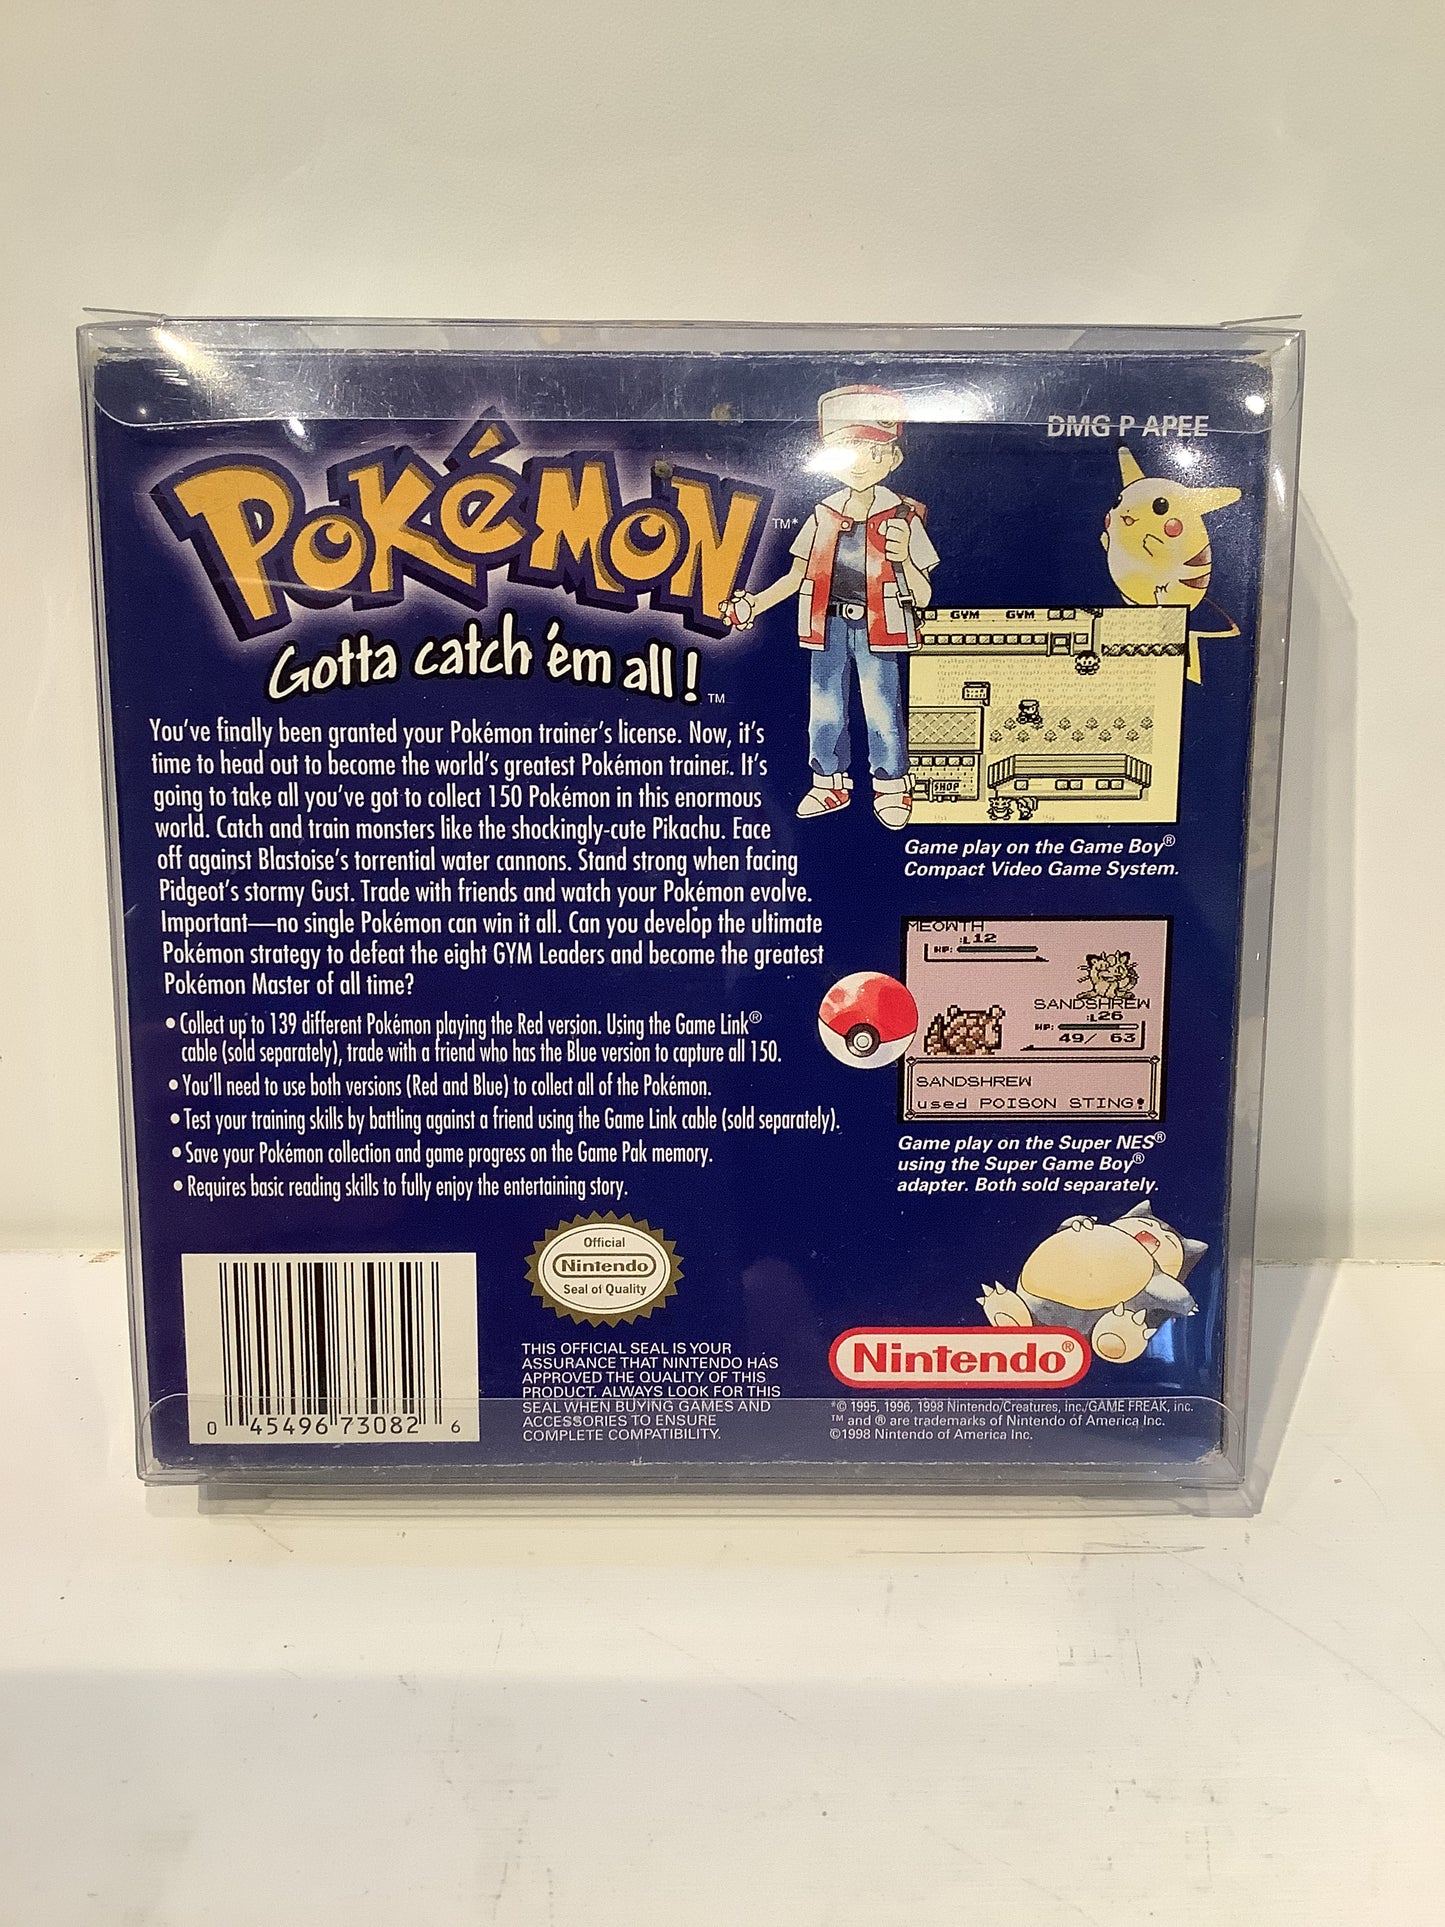 DMG P APEE
POKéMON ™*
Gotta catch 'em all! ™
You've finally been granted your Pokémon trainer's license. Now, it's
time to head out to become the world's greatest Pokémon trainer. It's
going to take all you've got to collect 150 Pokémon in this enormous
world. Catch and train monsters like the shockingly-cute Pikachu. Face
off against Blastoise's torrential water cannons. Stand strong when facing
Pidgeot's stormy Gust. Trade with friends and watch your Pokémon evolve.
Important—no single Pokémon can win it all. Can you develop the ultimate
Pokémon strategy to defeat the eight GYM Leaders and become the greatest
Pokémon Master of all time?
• Collect up to 139 different Pokémon playing the Red version. Using the Game Link®
cable (sold separately), trade with a friend who has the Blue version to capture all 150.
• You'll need to use both versions (Red and Blue) to collect all of the Pokémon.
• Test your training skills by battling against a friend using the Game Link cable (sold separately).
• Save your Pokémon collection and game progress on the Game Pak memory.
• Requires basic reading skills to fully enjoy the entertaining story.
GYM GYM
SHOP
Game play on the Game Boy®
Compact Video Game System.
MEOWTH
:L12
HP:
SANDSHREW
:L26
HP:
49/ 63
SANDSHREW
used POISON STING!
Game play on the Super NES®
using the Super Game Boy®
adapter. Both sold separately.
0 45496 73082 6
Official
Nintendo
Seal of Quality
THIS OFFICIAL SEAL IS YOUR
ASSURANCE THAT NINTENDO HAS
APPROVED THE QUALITY OF THIS
PRODUCT. ALWAYS LOOK FOR THIS
SEAL WHEN BUYING GAMES AND
ACCESSORIES TO ENSURE
COMPLETE COMPATIBILITY.
Nintendo®
*© 1995, 1996, 1998 Nintendo/Creatures, inc./GAME FREAK, inc.
™ and ® are trademarks of Nintendo of America Inc.
©1998 Nintendo of America Inc.